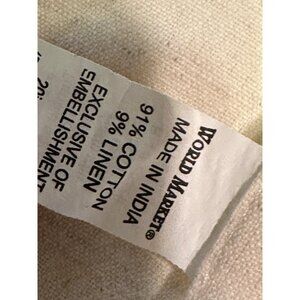 WORLD MARKET®
MADE IN INDIA
91% COTTON
9% LINEN
EXCLUSIVE OF
EMBELLISHMENT